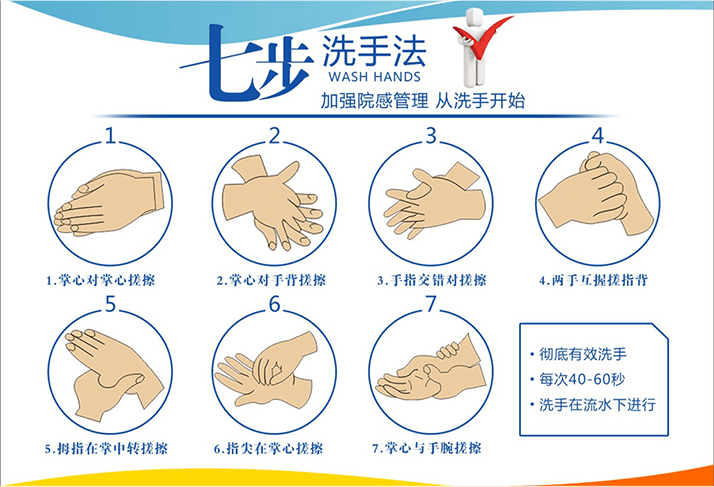 七步洗手法
WASH HANDS
加强院感管理 从洗手开始
1
2
3
4
1.掌心对掌心搓擦
2.掌心对手背搓擦
3.手指交错对搓擦
4.两手互握搓指背
5
6
7
5.拇指在掌中转搓擦
6.指尖在掌心搓擦
7.掌心与手腕搓擦
·彻底有效洗手
·每次40-60秒
·洗手在流水下进行